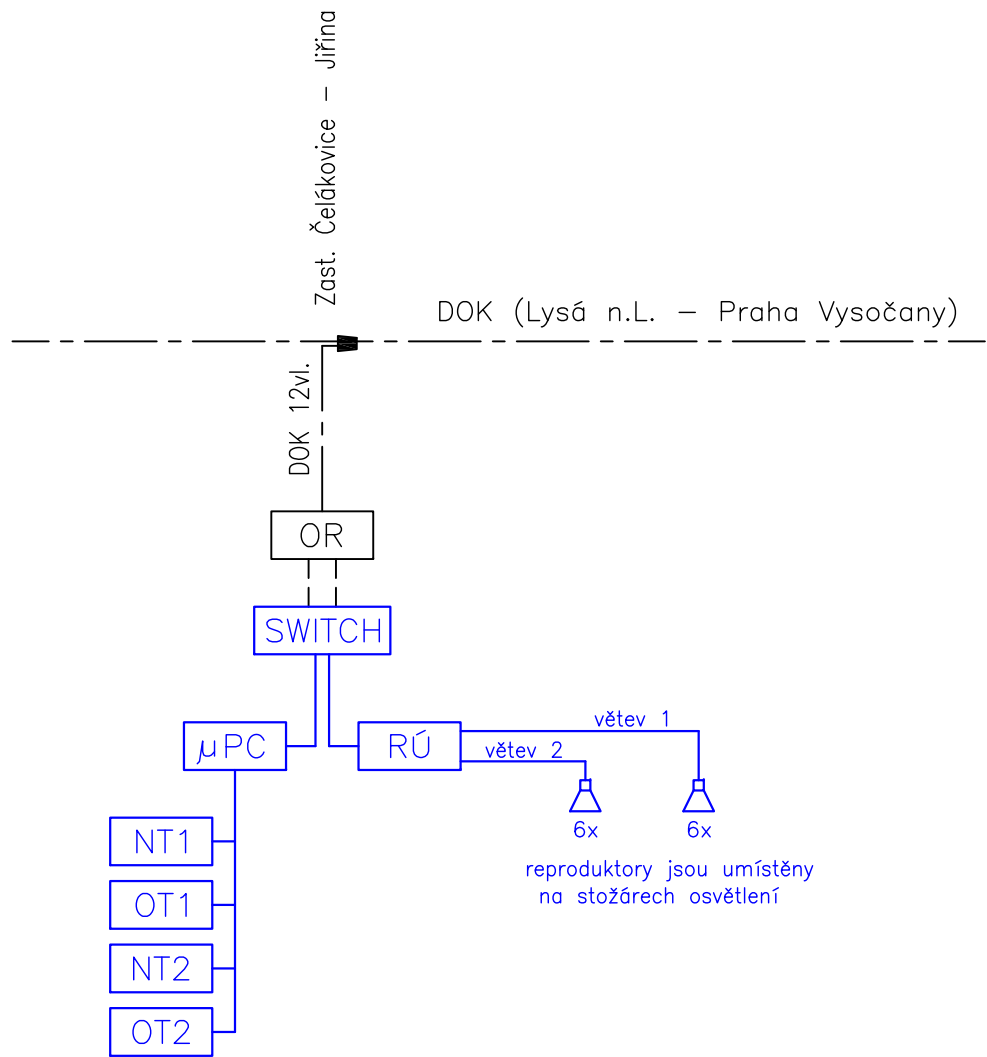 Zast. Čelákovice – Jiřina
DOK (Lysá n.L. – Praha Vysočany)
DOK 12vl.
OR
SWITCH
µPC
RÚ
větev 1
větev 2
6x
6x
reproduktory jsou umístěny
na stožárech osvětlení
NT1
OT1
NT2
OT2